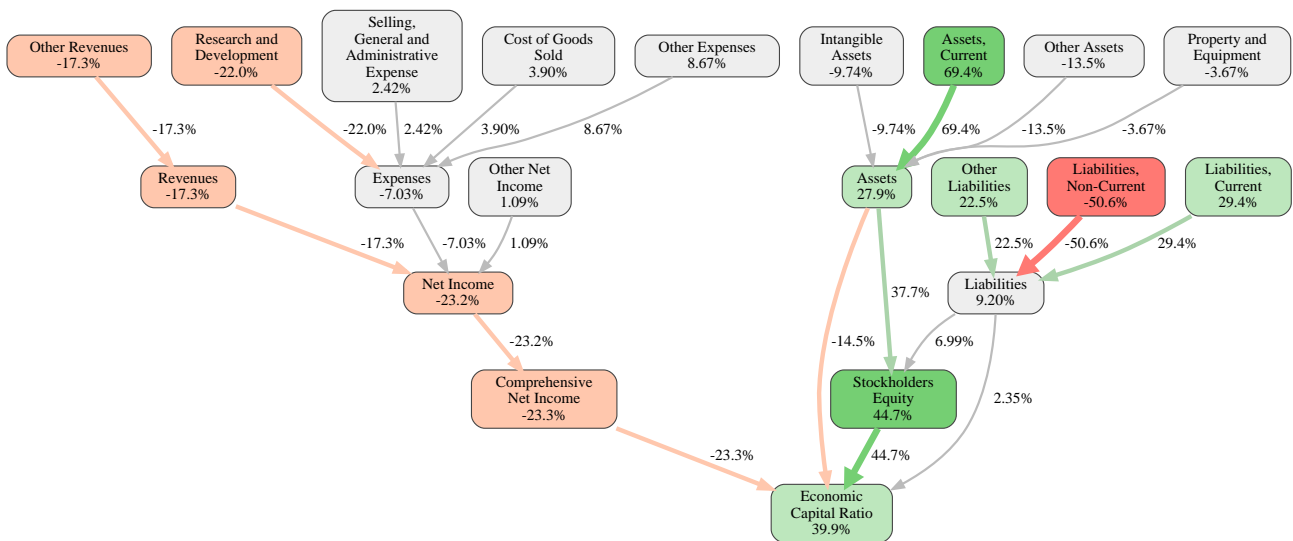 Other Revenues
-17.3%
Research and
Development
-22.0%
Selling,
General and
Administrative
Expense
2.42%
Cost of Goods
Sold
3.90%
Other Expenses
8.67%
Intangible
Assets
-9.74%
Assets,
Current
69.4%
Other Assets
-13.5%
Property and
Equipment
-3.67%
-17.3%
-22.0%
2.42%
3.90%
8.67%
-9.74%
69.4%
-13.5%
-3.67%
Revenues
-17.3%
Expenses
-7.03%
Other Net
Income
1.09%
Assets
27.9%
Other
Liabilities
22.5%
Liabilities,
Non-Current
-50.6%
Liabilities,
Current
29.4%
-17.3%
-7.03%
1.09%
22.5%
-50.6%
29.4%
Net Income
-23.2%
37.7%
Liabilities
9.20%
-23.2%
-14.5%
6.99%
Comprehensive
Net Income
-23.3%
Stockholders
Equity
44.7%
2.35%
-23.3%
44.7%
Economic
Capital Ratio
39.9%